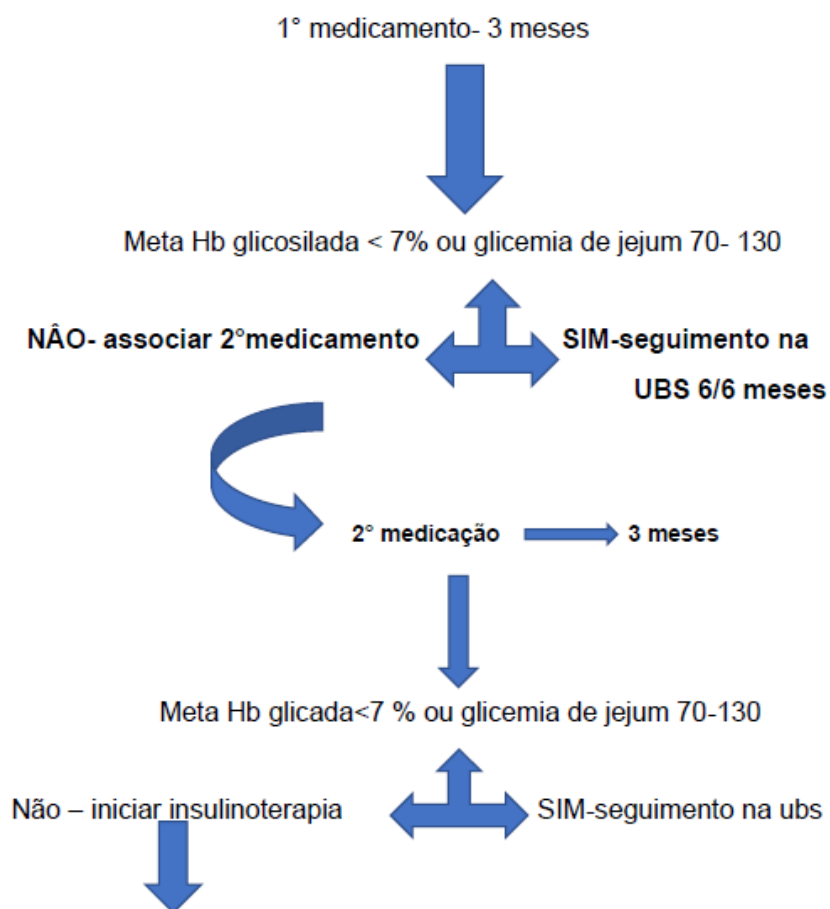 1° medicamento- 3 meses
Meta Hb glicosilada < 7% ou glicemia de jejum 70- 130
NÂO- associar 2°medicamento
SIM-seguimento na
UBS 6/6 meses
2° medicação
3 meses
Meta Hb glicada<7 % ou glicemia de jejum 70-130
Não – iniciar insulinoterapia
SIM-seguimento na ubs